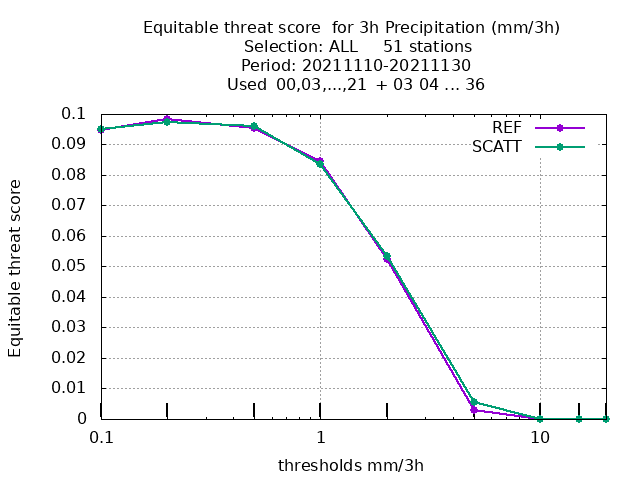 Equitable threat score  for 3h Precipitation (mm/3h)
Selection: ALL     51 stations
Period: 20211110-20211130
Used  00,03,...,21  + 03 04 ... 36
REF
SCATT
0.1
0.09
0.08
0.07
0.06
0.05
0.04
0.03
0.02
0.01
0
Equitable threat score
0.1 1 10
thresholds mm/3h